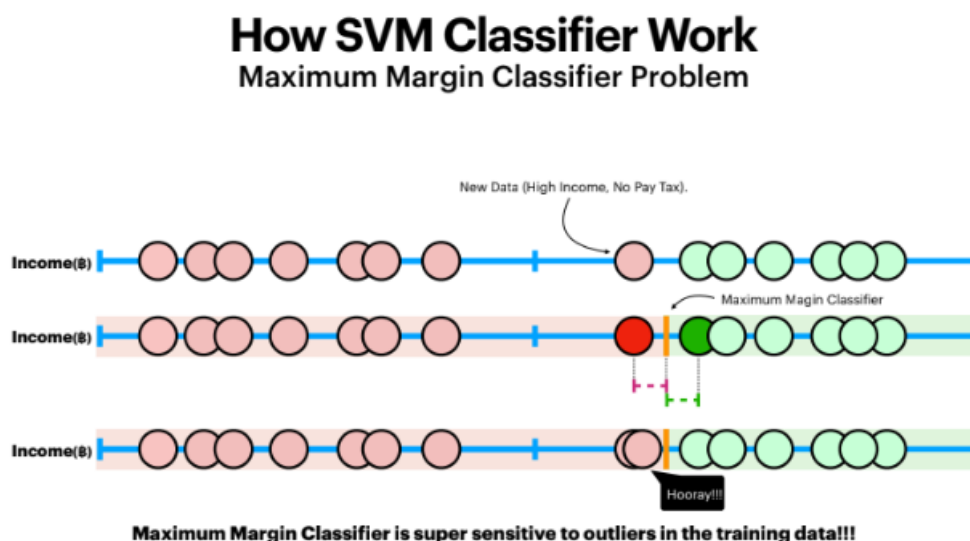 How SVM Classifier Work
Maximum Margin Classifier Problem
New Data (High Income, No Pay Tax).
Income(฿)
Maximum Magin Classifier
Income(฿)
Income(฿)
Hooray!!!
Maximum Margin Classifier is super sensitive to outliers in the training data!!!